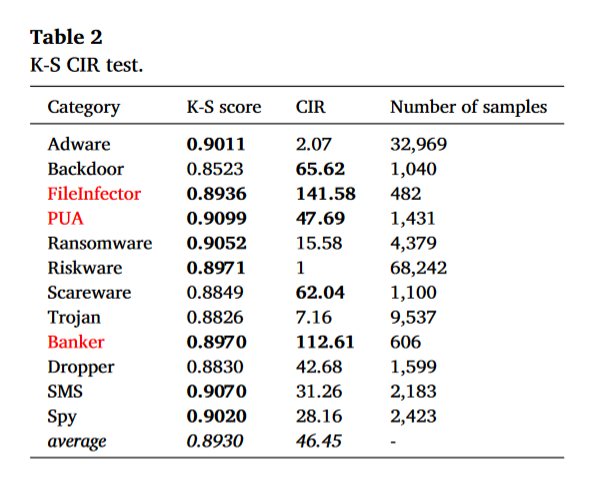 Table 2
K-S CIR test.
Category K-S score CIR Number of samples
Adware 0.9011 2.07 32,969
Backdoor 0.8523 65.62 1,040
FileInfector 0.8936 141.58 482
PUA 0.9099 47.69 1,431
Ransomware 0.9052 15.58 4,379
Riskware 0.8971 1 68,242
Scareware 0.8849 62.04 1,100
Trojan 0.8826 7.16 9,537
Banker 0.8970 112.61 606
Dropper 0.8830 42.68 1,599
SMS 0.9070 31.26 2,183
Spy 0.9020 28.16 2,423
average 0.8930 46.45 -